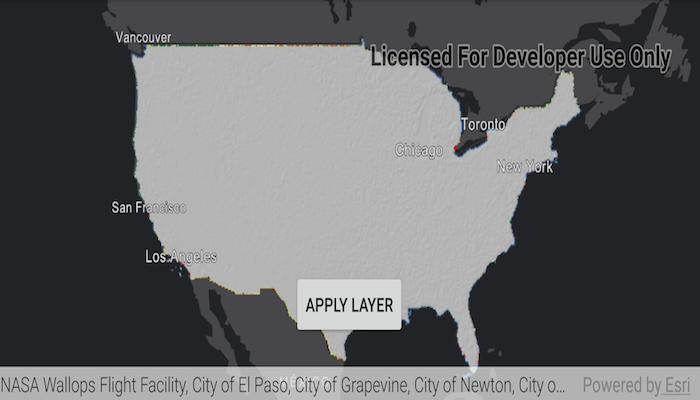 Vancouver
Licensed For Developer Use Only
Toronto
Chicago
New York
San Francisco
Los Angeles
APPLY LAYER
NASA Wallops Flight Facility, City of El Paso, City of Grapevine, City of Newton, City o... Powered by Esri